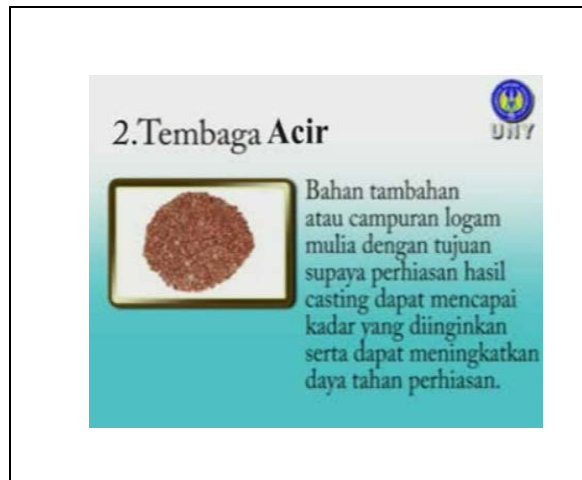 UNY
2.Tembaga Acir
Bahan tambahan
atau campuran logam
mulia dengan tujuan
supaya perhiasan hasil
casting dapat mencapai
kadar yang diinginkan
serta dapat meningkatkan
daya tahan perhiasan.